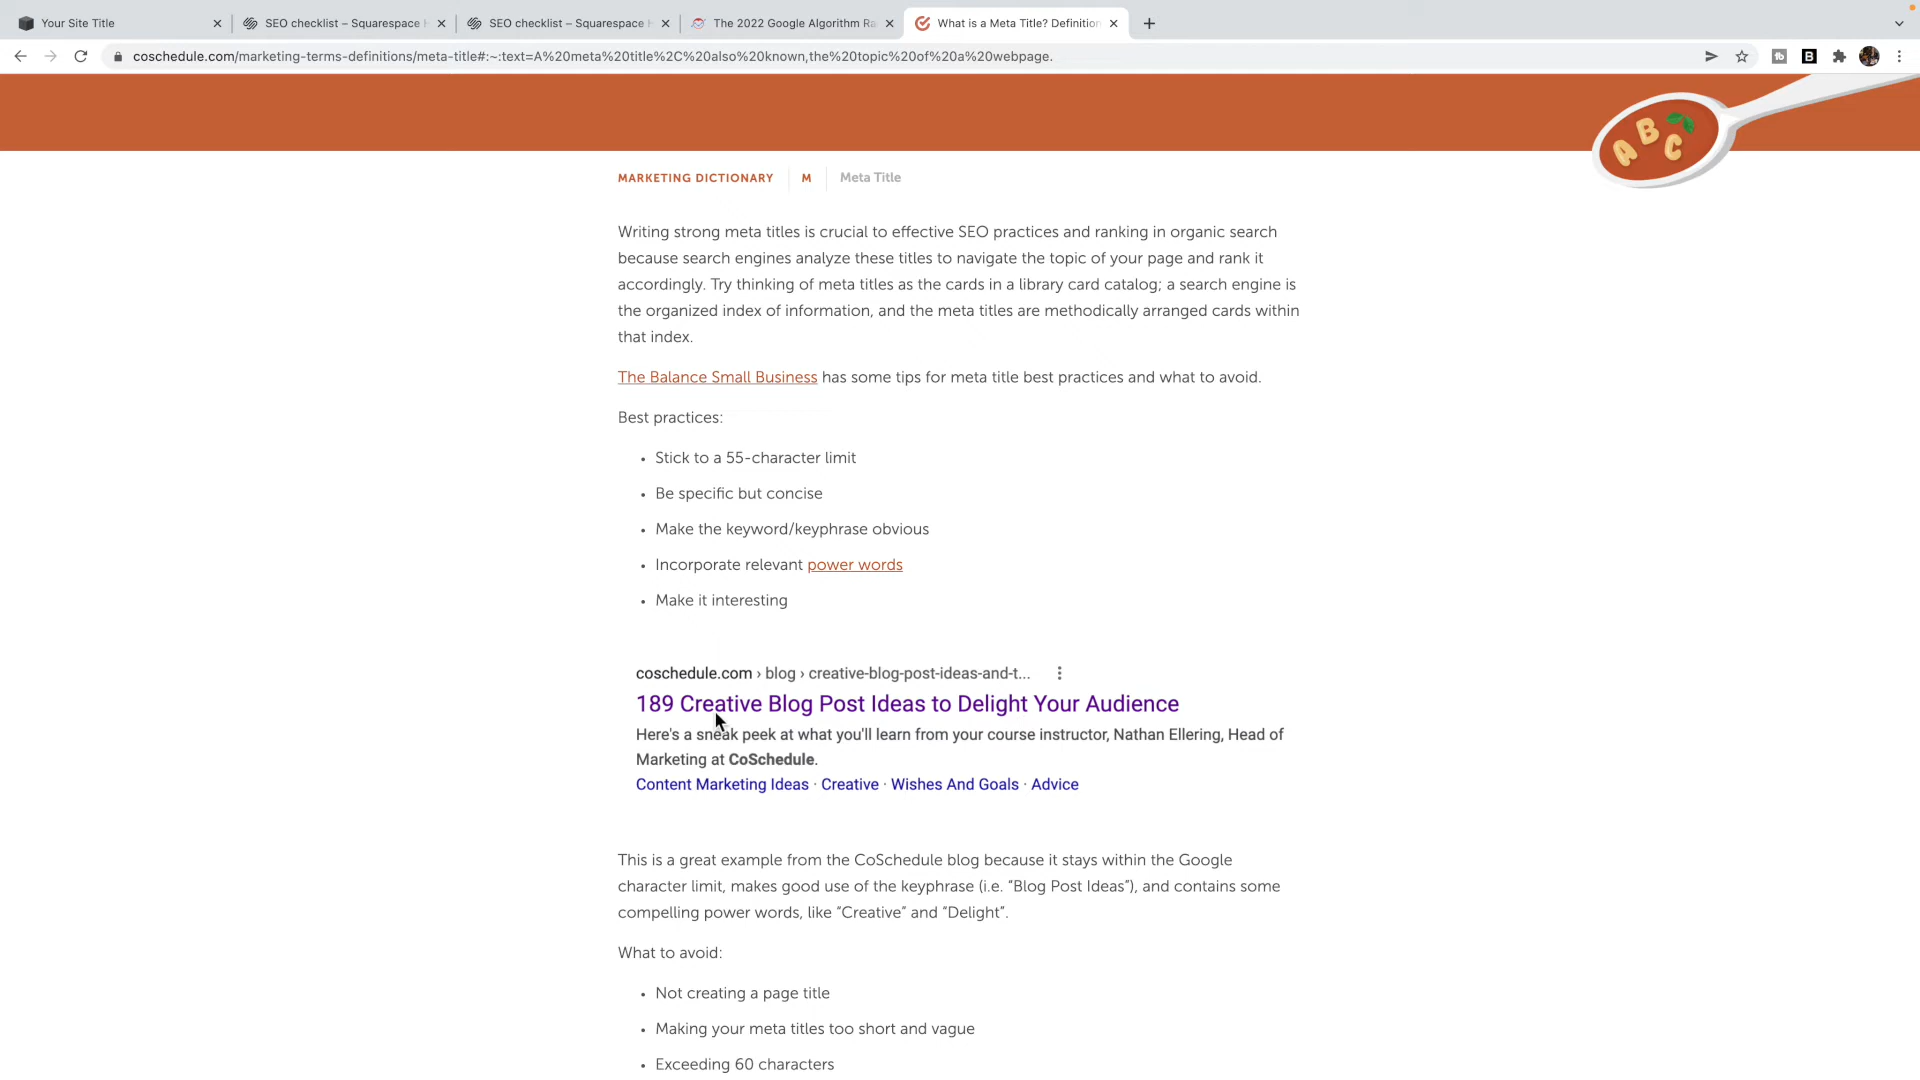 Your Site Title
SEO checklist – Squarespace H
SEO checklist – Squarespace H
The 2022 Google Algorithm Ra
What is a Meta Title? Definition
coschedule.com/marketing-terms-definitions/meta-title#:~:text=A%20meta%20title%2C%20also%20known,the%20topic%20of%20a%20webpage.
tb
B
A B C
MARKETING DICTIONARY M Meta Title
Writing strong meta titles is crucial to effective SEO practices and ranking in organic search
because search engines analyze these titles to navigate the topic of your page and rank it
accordingly. Try thinking of meta titles as the cards in a library card catalog; a search engine is
the organized index of information, and the meta titles are methodically arranged cards within
that index.
The Balance Small Business has some tips for meta title best practices and what to avoid.
Best practices:
• Stick to a 55-character limit
• Be specific but concise
• Make the keyword/keyphrase obvious
• Incorporate relevant power words
• Make it interesting
coschedule.com › blog › creative-blog-post-ideas-and-t...
189 Creative Blog Post Ideas to Delight Your Audience
Here's a sneak peek at what you'll learn from your course instructor, Nathan Ellering, Head of
Marketing at CoSchedule.
Content Marketing Ideas · Creative · Wishes And Goals · Advice
This is a great example from the CoSchedule blog because it stays within the Google
character limit, makes good use of the keyphrase (i.e. “Blog Post Ideas”), and contains some
compelling power words, like “Creative” and “Delight”.
What to avoid:
• Not creating a page title
• Making your meta titles too short and vague
• Exceeding 60 characters